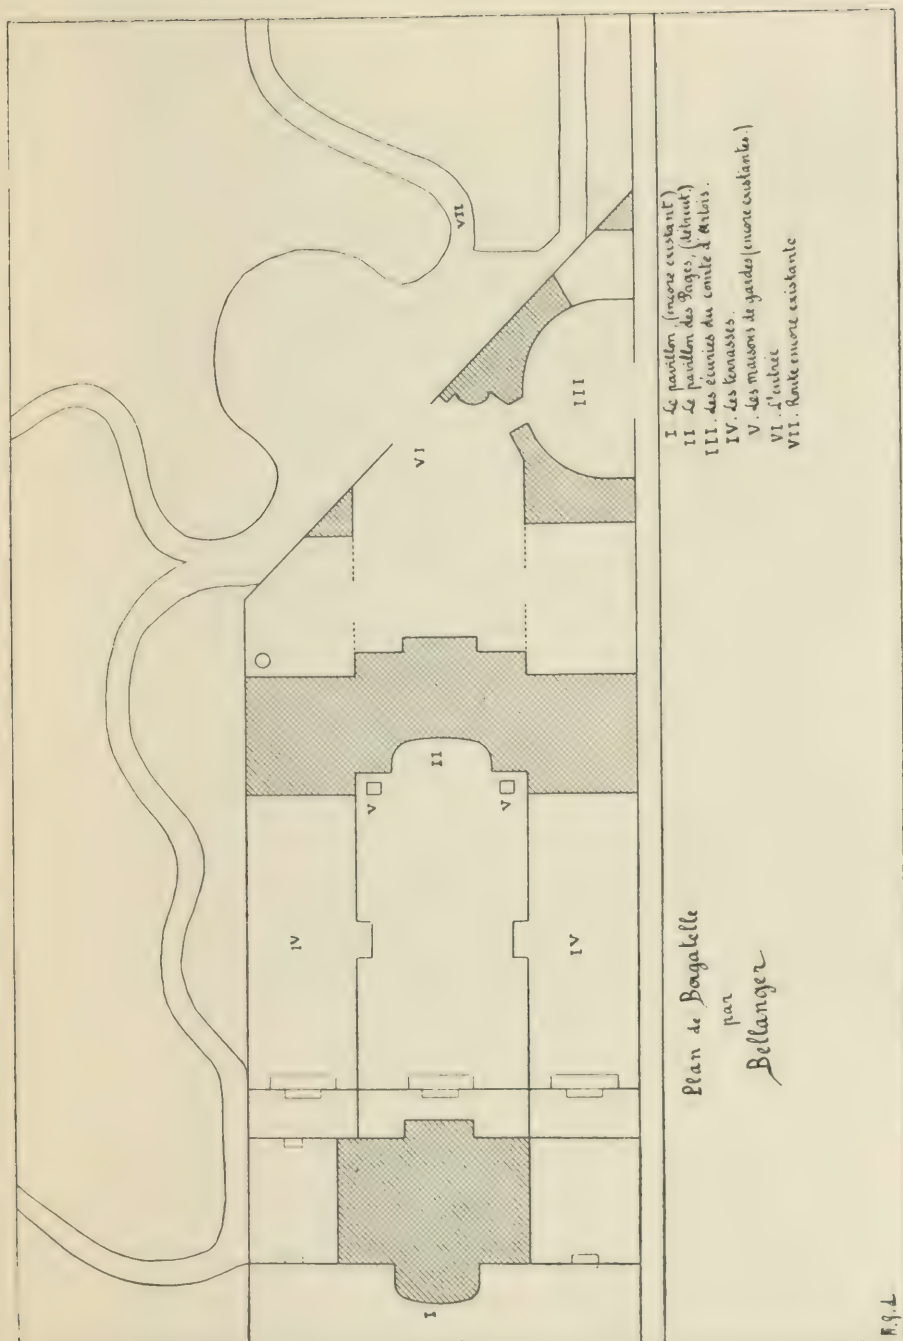 Plan de Bagatelle
par
Bellanger
I Le pavillon, (encore existant)
II Le pavillon des Pages, (détruit)
III. Les écuries du comte d'Artois.
IV. Les terrasses.
V. Les maisons de gardes (encore existantes.)
VI. L'entrée
VII. Route encore existante
I
II
III
IV
IV
V
V
VI
VII